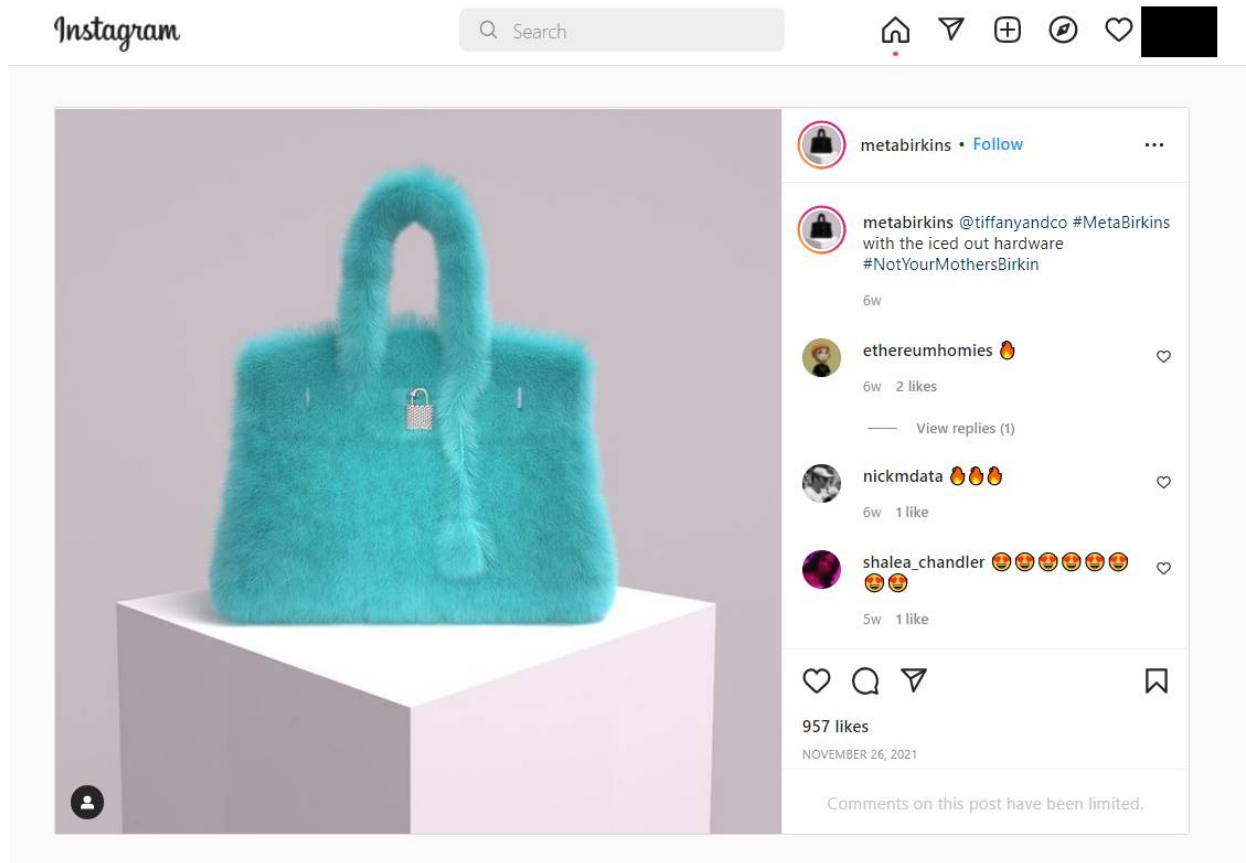 Instagram
Search
metabirkins • Follow
metabirkins @tiffanyandco #MetaBirkins
with the iced out hardware
#NotYourMothersBirkin
6w
ethereumhomies 🔥
6w 2 likes
View replies (1)
nickmdata 🔥🔥🔥
6w 1 like
shalea_chandler 😍😍😍😍😍😍
😍😍
5w 1 like
957 likes
NOVEMBER 26, 2021
Comments on this post have been limited.